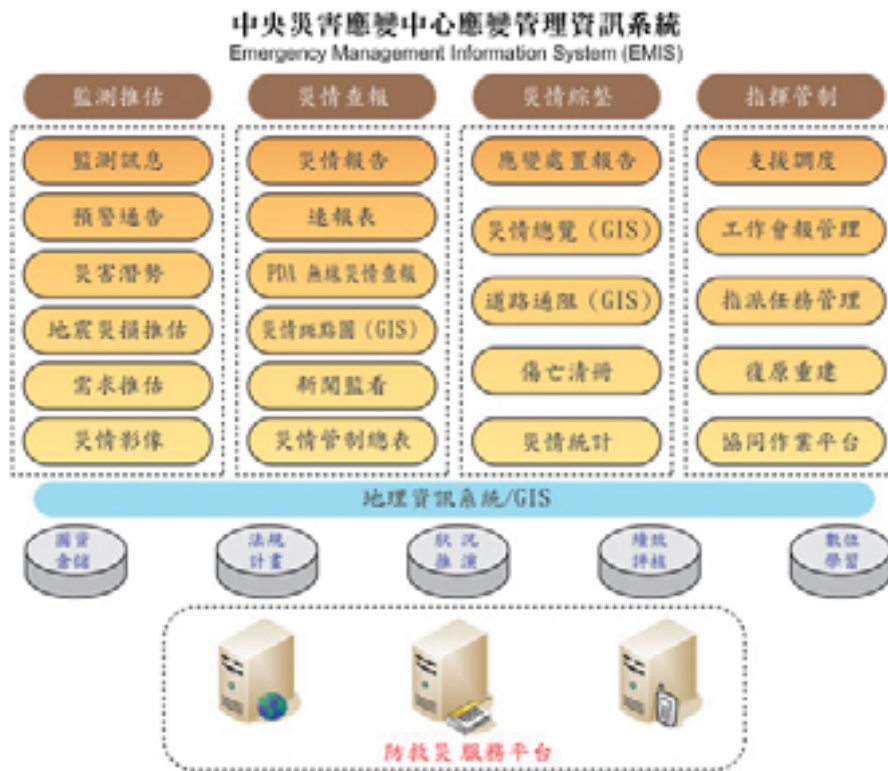 中央災害應變中心應變管理資訊系統
Emergency Management Information System (EMIS)
監測推估
災情查報
災情綜整
指揮管制
監測訊息
預警通告
災害潛勢
地震災損推估
需求推估
災情影像
災情報告
速報表
PDA 無線災情查報
災情斑點圖 (GIS)
新聞監看
災情管制總表
應變處置報告
災情總覽 (GIS)
道路通阻 (GIS)
傷亡清冊
災情統計
支援調度
工作會報管理
指派任務管理
復原重建
協同作業平台
地理資訊系統/GIS
圖資
倉儲
法規
計畫
狀況
推演
績效
評核
數位
學習
防救災 服務平台